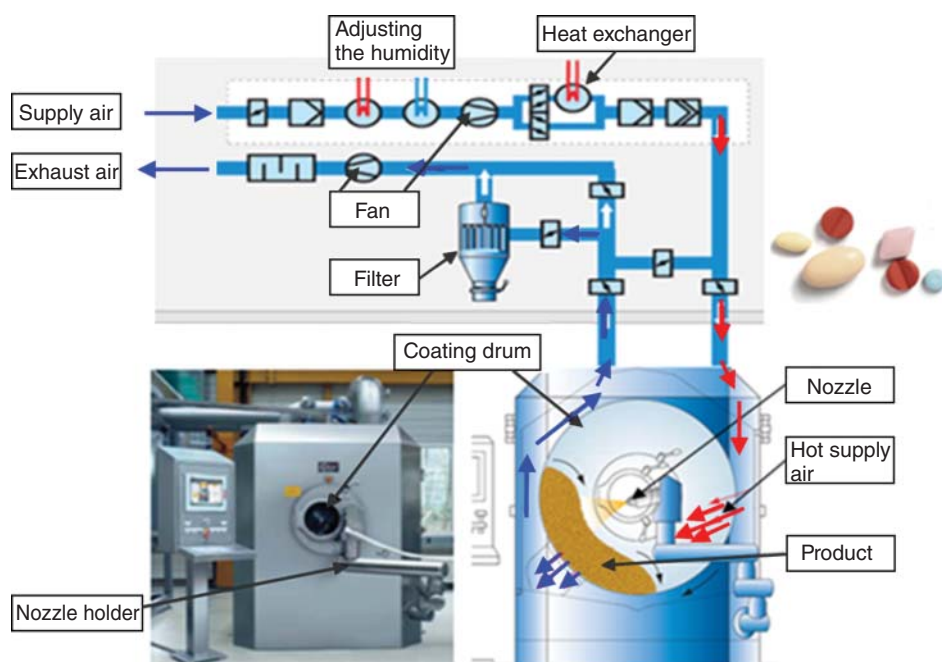 Adjusting
the humidity
Heat exchanger
Supply air
Exhaust air
Fan
Filter
Coating drum
Nozzle
Hot supply
air
Product
Nozzle holder